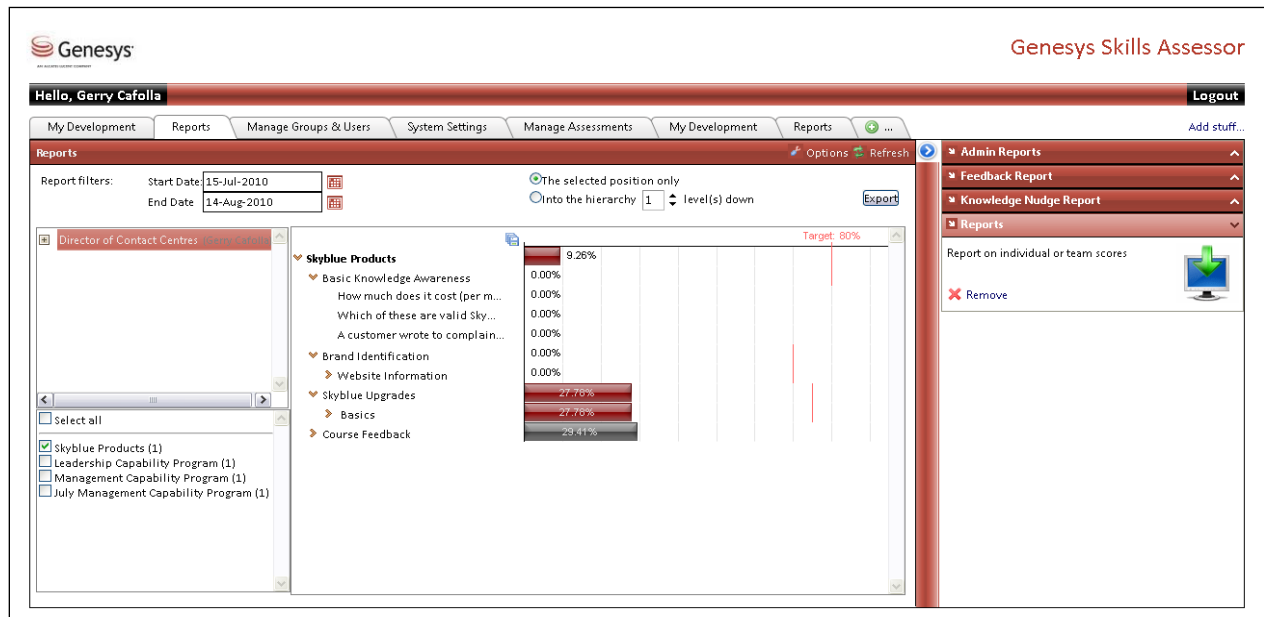 Genesys
Genesys Skills Assessor
Hello, Gerry Cafolla
Logout
My Development
Reports
Manage Groups & Users
System Settings
Manage Assessments
My Development
Reports
...
Add stuff...
Reports
Options
Refresh
Report filters:
Start Date: 15-Jul-2010
End Date 14-Aug-2010
The selected position only
Into the hierarchy 1 level(s) down
Export
Director of Contact Centres (Gerry Cafolla
Select all
Skyblue Products (1)
Leadership Capability Program (1)
Management Capability Program (1)
July Management Capability Program (1)
Target: 80%
Skyblue Products 9.26%
Basic Knowledge Awareness 0.00%
How much does it cost (per m... 0.00%
Which of these are valid Sky... 0.00%
A customer wrote to complain... 0.00%
Brand Identification 0.00%
Website Information 0.00%
Skyblue Upgrades 27.78%
Basics 27.78%
Course Feedback 29.41%
Admin Reports
Feedback Report
Knowledge Nudge Report
Reports
Report on individual or team scores
Remove